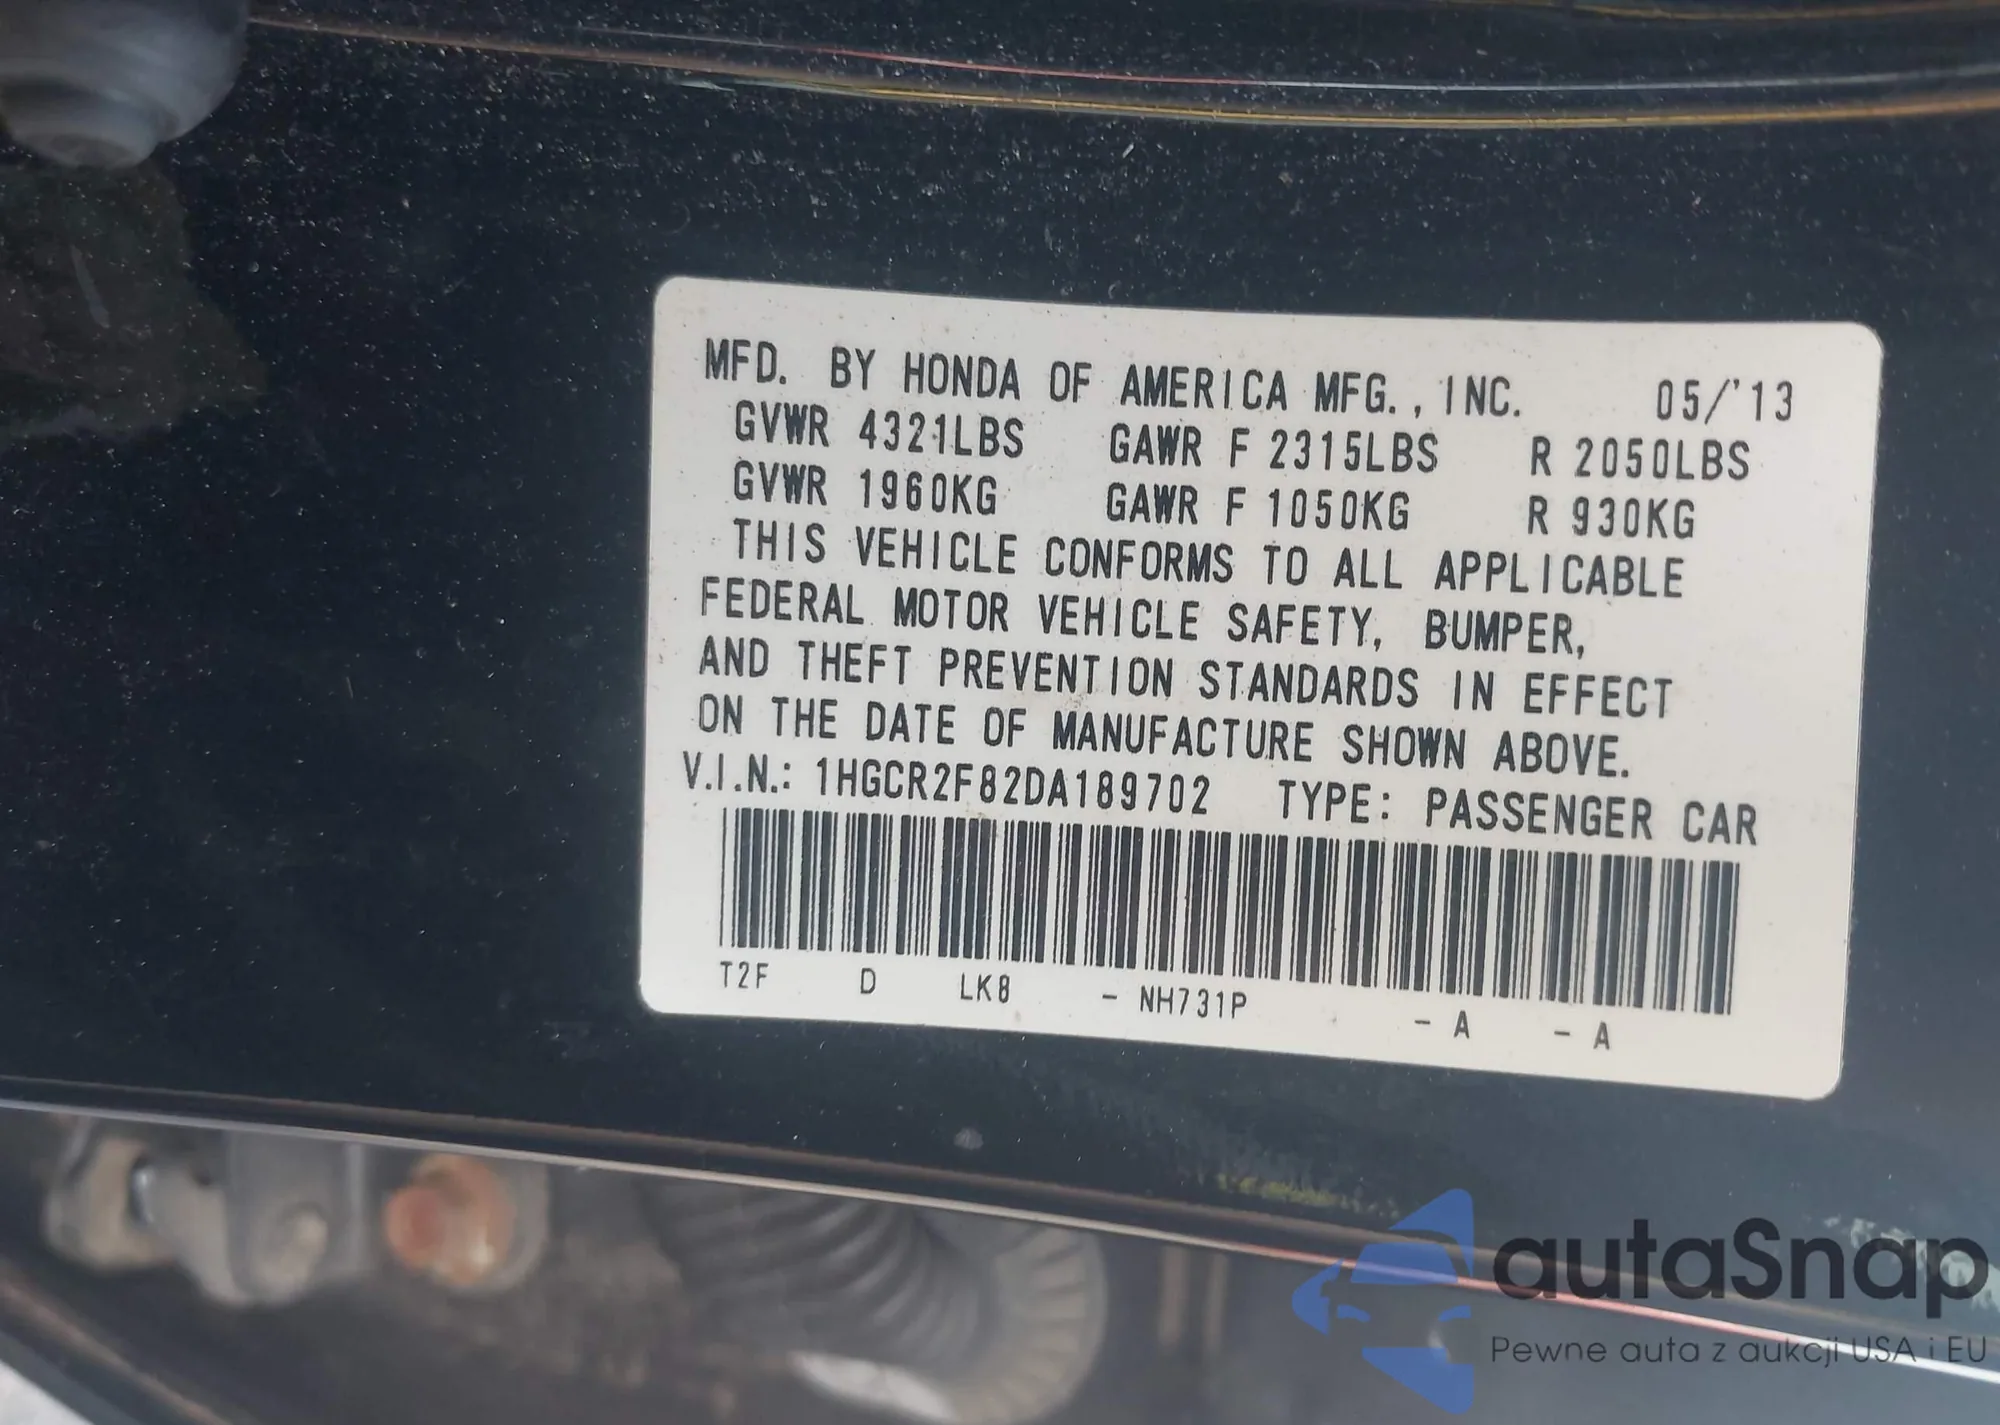 MFD. BY HONDA OF AMERICA MFG., INC. 05/'13
GVWR 4321LBS GAWR F 2315LBS R 2050LBS
GVWR 1960KG GAWR F 1050KG R 930KG
THIS VEHICLE CONFORMS TO ALL APPLICABLE
FEDERAL MOTOR VEHICLE SAFETY, BUMPER,
AND THEFT PREVENTION STANDARDS IN EFFECT
ON THE DATE OF MANUFACTURE SHOWN ABOVE.
V.I.N.: 1HGCR2F82DA189702 TYPE: PASSENGER CAR
T2F D LK8 - NH731P - A - A
autaSnap
Pewne auta z aukcji USA i EU